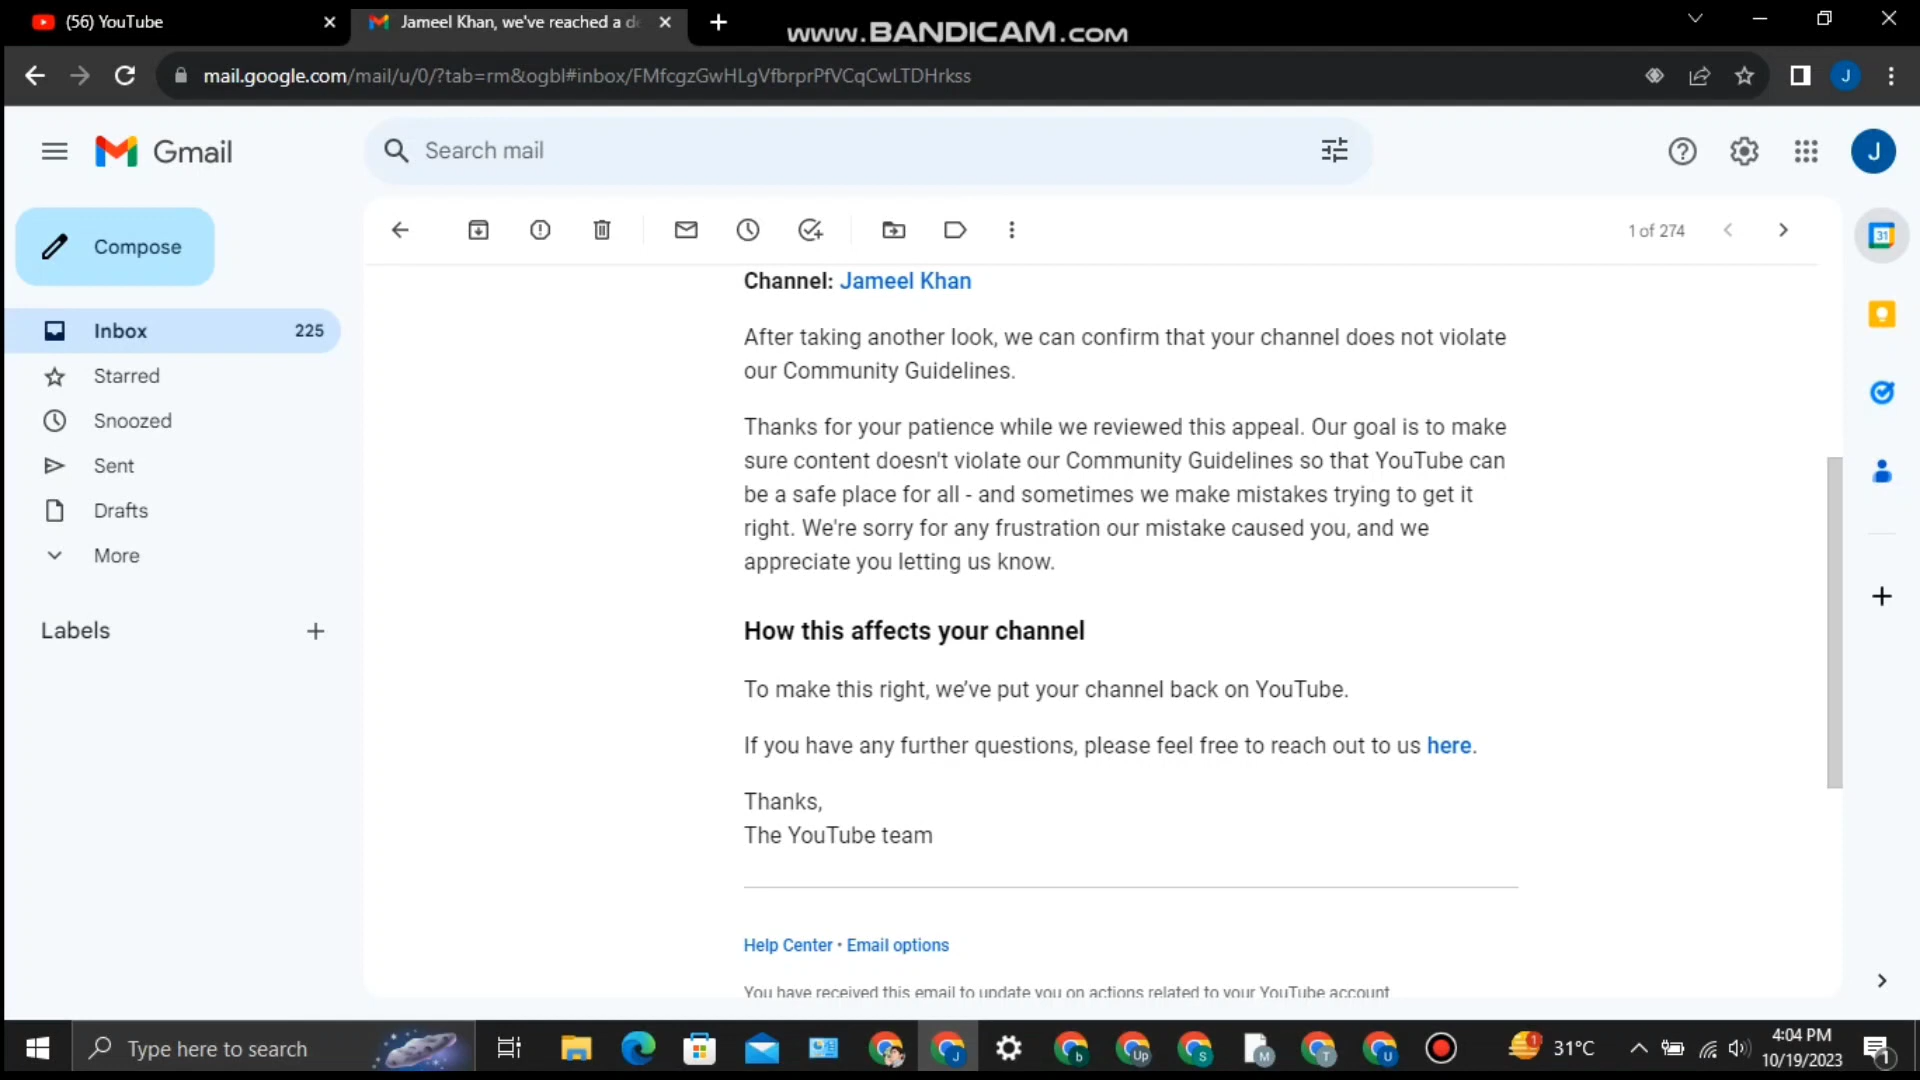 (56) YouTube
Jameel Khan, we've reached a de
www.BANDICAM.com
mail.google.com/mail/u/0/?tab=rm&ogbl#inbox/FMfcgzGwHLgVfbrprPfVCqCwLTDHrkss
J
Gmail
Search mail
J
Compose
1 of 274
31
Inbox 225
Starred
Snoozed
Sent
Drafts
More
Labels
Channel: Jameel Khan
After taking another look, we can confirm that your channel does not violate
our Community Guidelines.
Thanks for your patience while we reviewed this appeal. Our goal is to make
sure content doesn't violate our Community Guidelines so that YouTube can
be a safe place for all - and sometimes we make mistakes trying to get it
right. We're sorry for any frustration our mistake caused you, and we
appreciate you letting us know.
How this affects your channel
To make this right, we’ve put your channel back on YouTube.
If you have any further questions, please feel free to reach out to us here.
Thanks,
The YouTube team
Help Center • Email options
You have received this email to update you on actions related to your YouTube account
Type here to search
J
b
Up
S
M
T
U
1
31°C
4:04 PM
10/19/2023
1